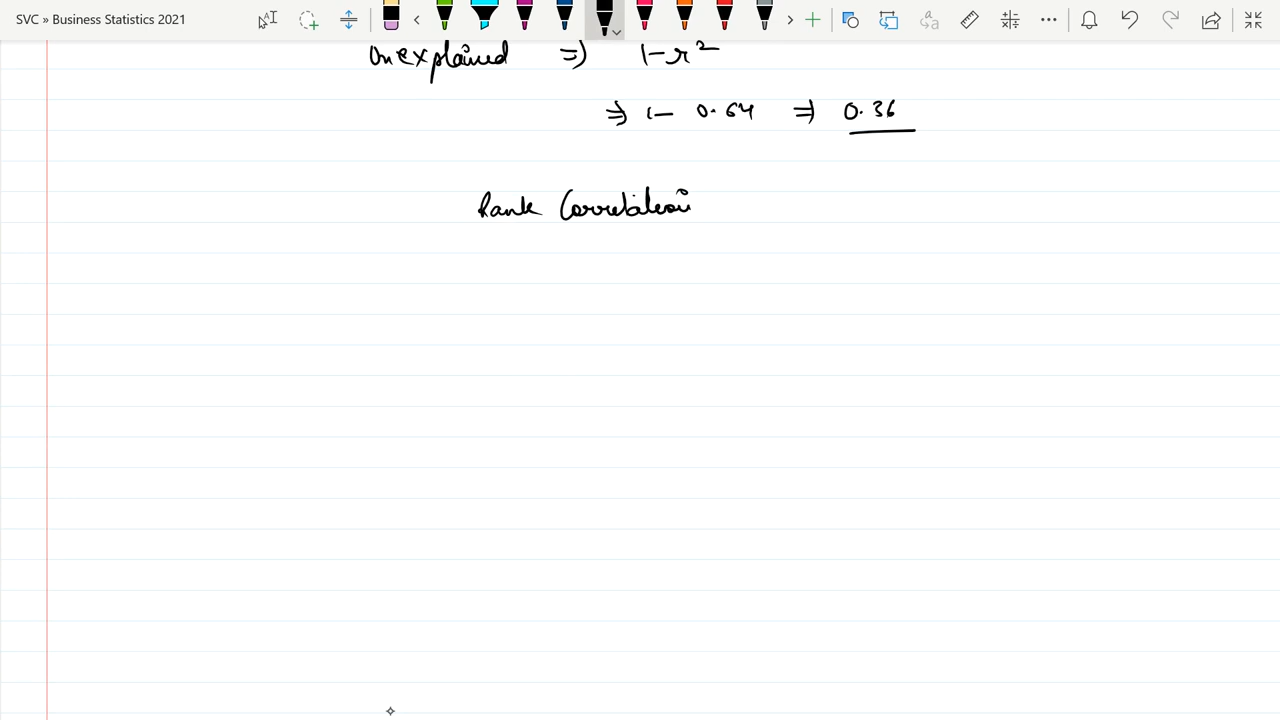 SVC » Business Statistics 2021
Unexplained ⇒ 1-r²
⇒ 1- 0.64 ⇒ 0.36
Rank Correlation